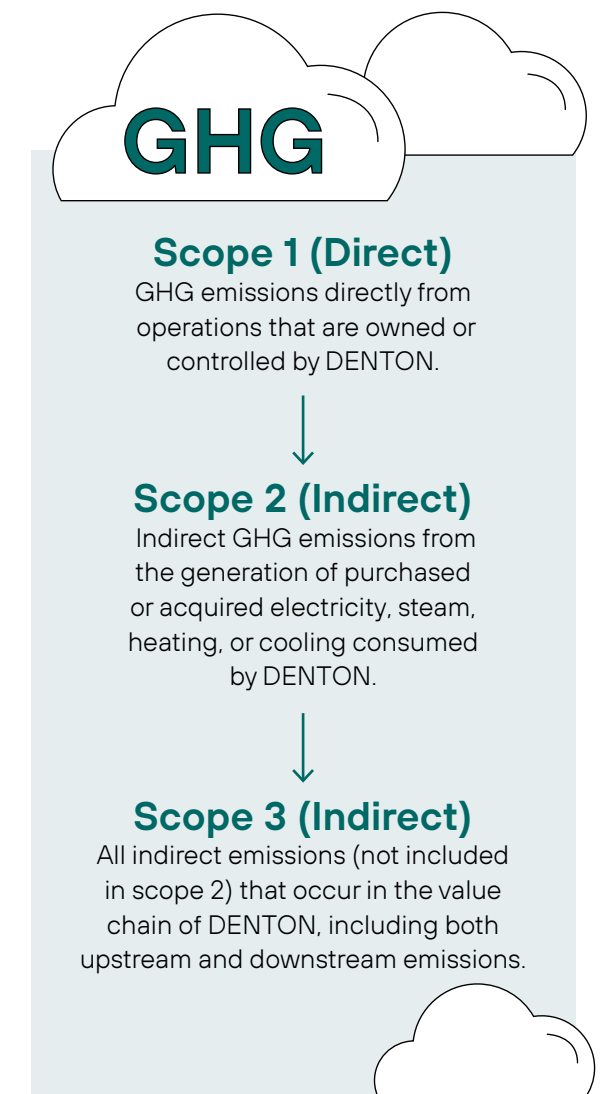 GHG
Scope 1 (Direct)
GHG emissions directly from
operations that are owned or
controlled by DENTON.
Scope 2 (Indirect)
Indirect GHG emissions from
the generation of purchased
or acquired electricity, steam,
heating, or cooling consumed
by DENTON.
Scope 3 (Indirect)
All indirect emissions (not included
in scope 2) that occur in the value
chain of DENTON, including both
upstream and downstream emissions.